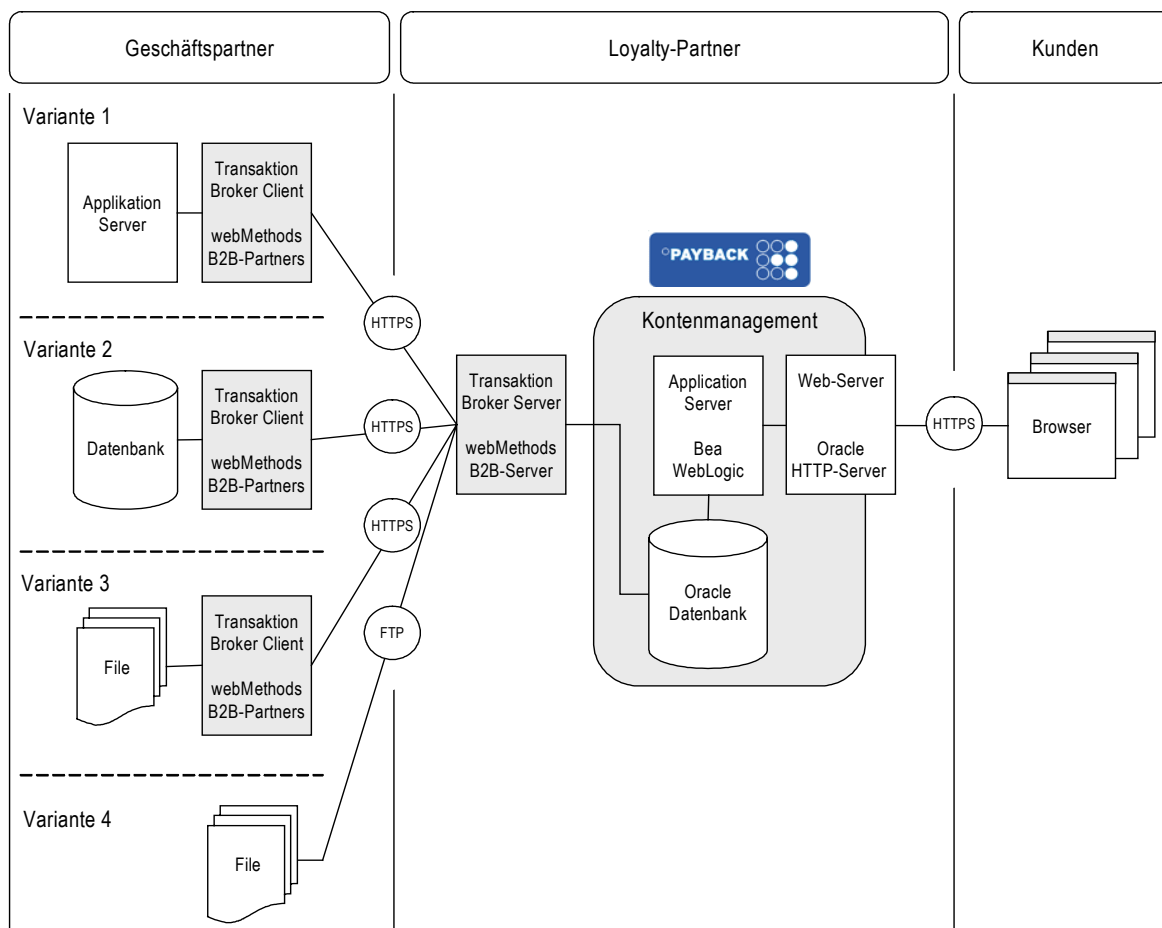 Geschäftspartner
Loyalty-Partner
Kunden
Variante 1
Applikation
Server
Transaktion
Broker Client
webMethods
B2B-Partners
HTTPS
Variante 2
Datenbank
Transaktion
Broker Client
webMethods
B2B-Partners
HTTPS
HTTPS
Variante 3
File
Transaktion
Broker Client
webMethods
B2B-Partners
FTP
Variante 4
File
Transaktion
Broker Server
webMethods
B2B-Server
PAYBACK
Kontenmanagement
Application
Server
Bea
WebLogic
Web-Server
Oracle
HTTP-Server
Oracle
Datenbank
HTTPS
Browser